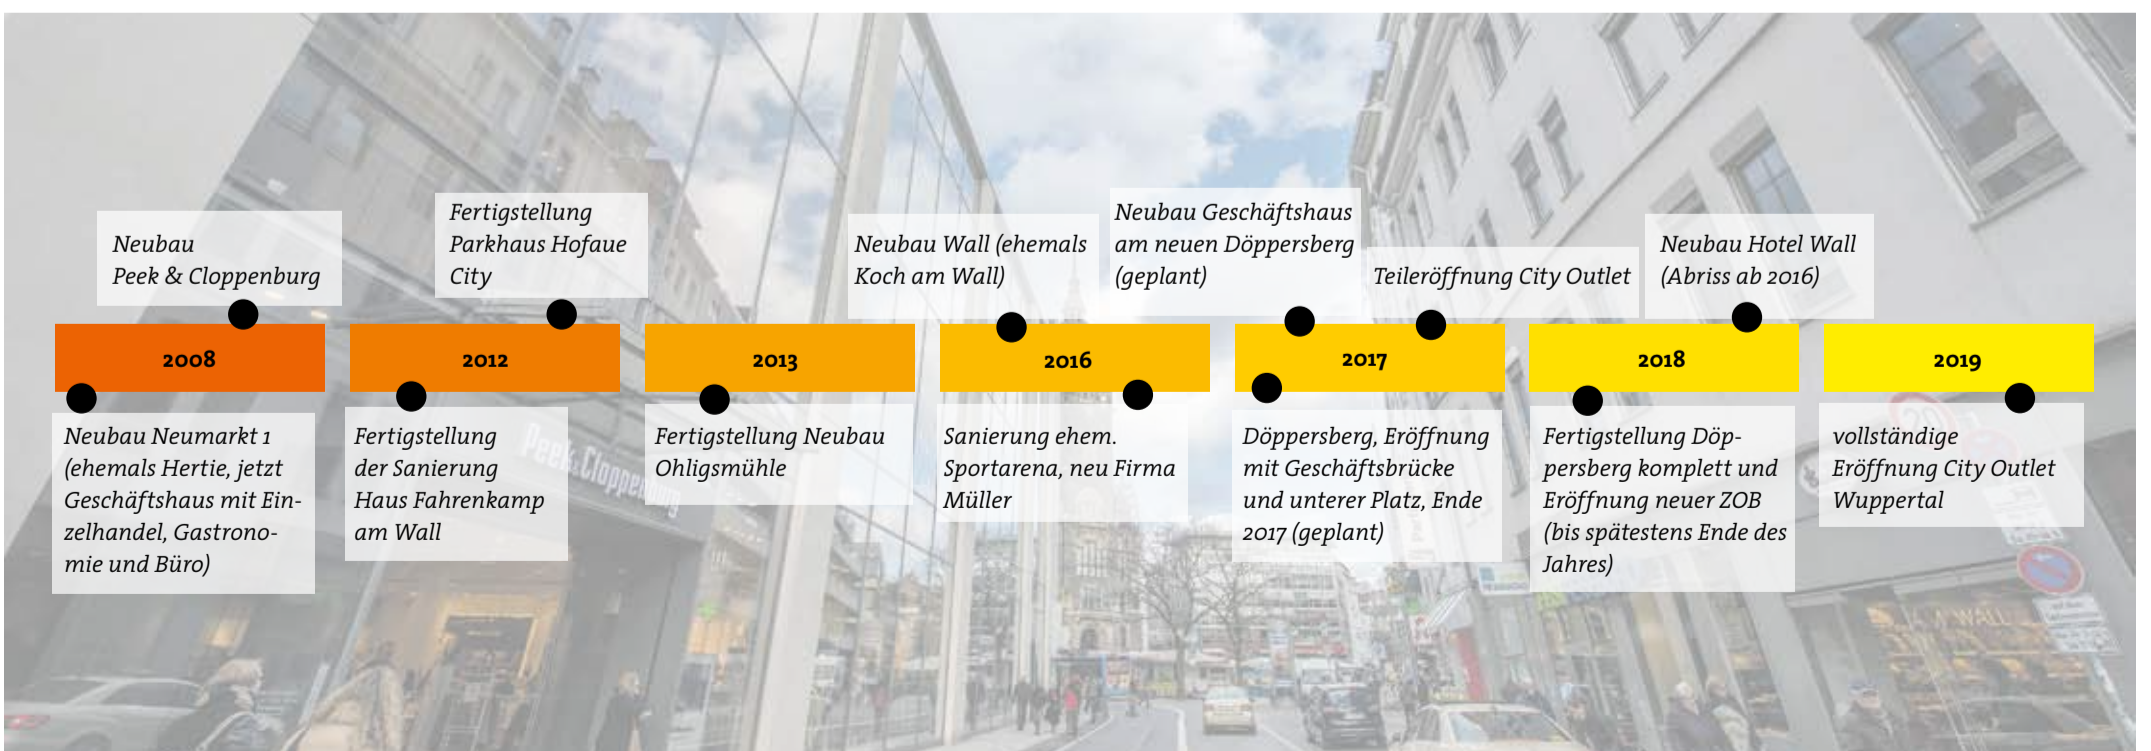 Neubau
Peek & Cloppenburg
Fertigstellung
Parkhaus Hofaue
City
Neubau Wall (ehemals
Koch am Wall)
Neubau Geschäftshaus
am neuen Döppersberg
(geplant)
Teileröffnung City Outlet
Neubau Hotel Wall
(Abriss ab 2016)
2008
2012
2013
2016
2017
2018
2019
Neubau Neumarkt 1
(ehemals Hertie, jetzt
Geschäftshaus mit Ein-
zelhandel, Gastrono-
mie und Büro)
Fertigstellung
der Sanierung
Haus Fahrenkamp
am Wall
Fertigstellung Neubau
Ohligsmühle
Sanierung ehem.
Sportarena, neu Firma
Müller
Döppersberg, Eröffnung
mit Geschäftsbrücke
und unterer Platz, Ende
2017 (geplant)
Fertigstellung Döp-
persberg komplett und
Eröffnung neuer ZOB
(bis spätestens Ende des
Jahres)
vollständige
Eröffnung City Outlet
Wuppertal
Peek & Cloppenburg
WALL